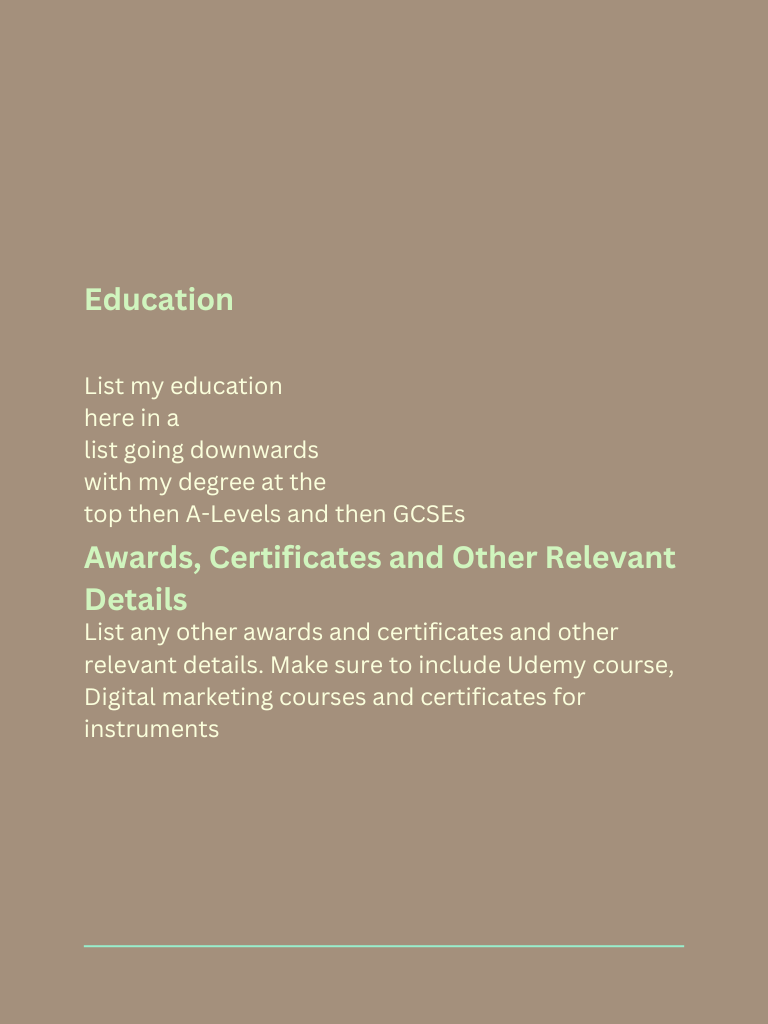 Education
List my education
here in a
list going downwards
with my degree at the
top then A-Levels and then GCSEs
Awards, Certificates and Other Relevant
Details
List any other awards and certificates and other
relevant details. Make sure to include Udemy course,
Digital marketing courses and certificates for
instruments